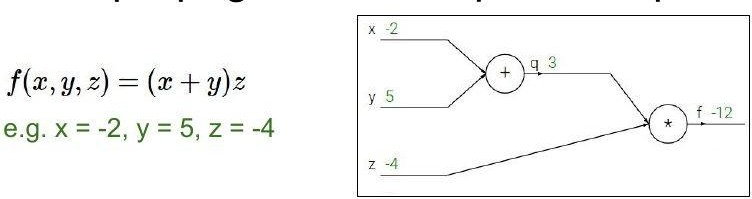 f(x, y, z) = (x + y)z
e.g. x = -2, y = 5, z = -4
x -2
+
q 3
y 5
*
f -12
z -4